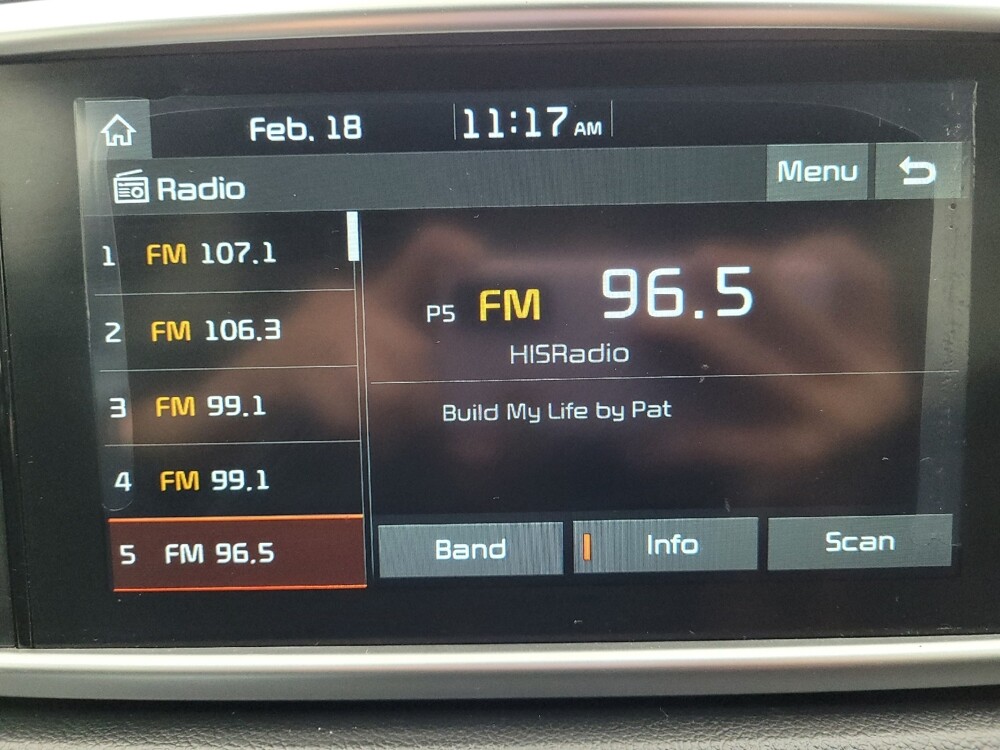 Feb. 18 11:17 AM
Radio Menu
1 FM 107.1
2 FM 106.3
3 FM 99.1
4 FM 99.1
5 FM 96.5
P5 FM 96.5
HISRadio
Build My Life by Pat
Band Info Scan